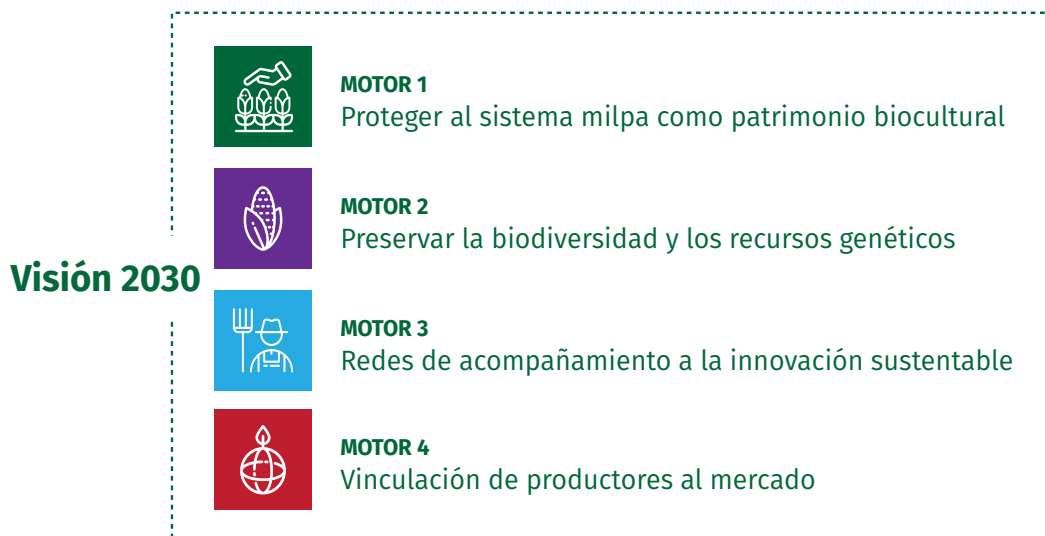 Visión 2030
MOTOR 1
Proteger al sistema milpa como patrimonio biocultural
MOTOR 2
Preservar la biodiversidad y los recursos genéticos
MOTOR 3
Redes de acompañamiento a la innovación sustentable
MOTOR 4
Vinculación de productores al mercado